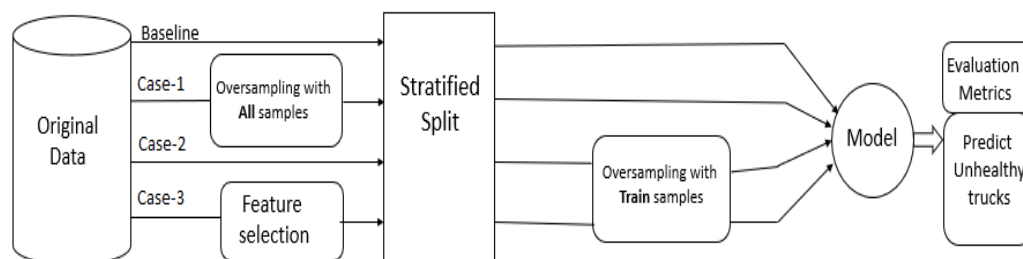 Original
Data
Baseline
Case-1
Oversampling with
All samples
Case-2
Case-3
Feature
selection
Stratified
Split
Oversampling with
Train samples
Model
Evaluation
Metrics
Predict
Unhealthy
trucks